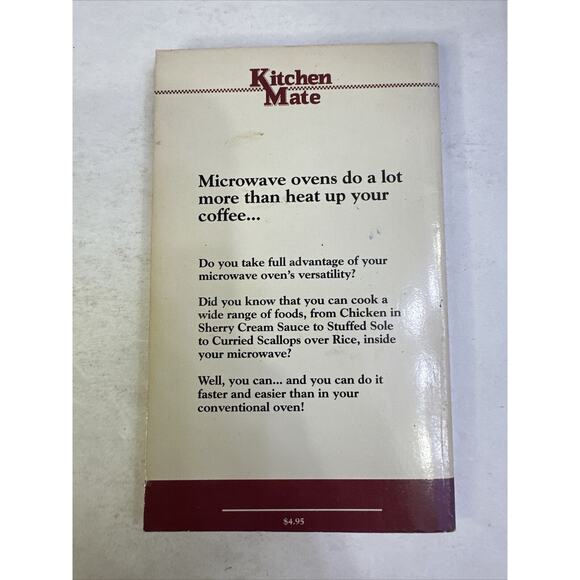 Kitchen
Mate
Microwave ovens do a lot
more than heat up your
coffee...
Do you take full advantage of your
microwave oven's versatility?
Did you know that you can cook a
wide range of foods, from Chicken in
Sherry Cream Sauce to Stuffed Sole
to Curried Scallops over Rice, inside
your microwave?
Well, you can... and you can do it
faster and easier than in your
conventional oven!
$4.95